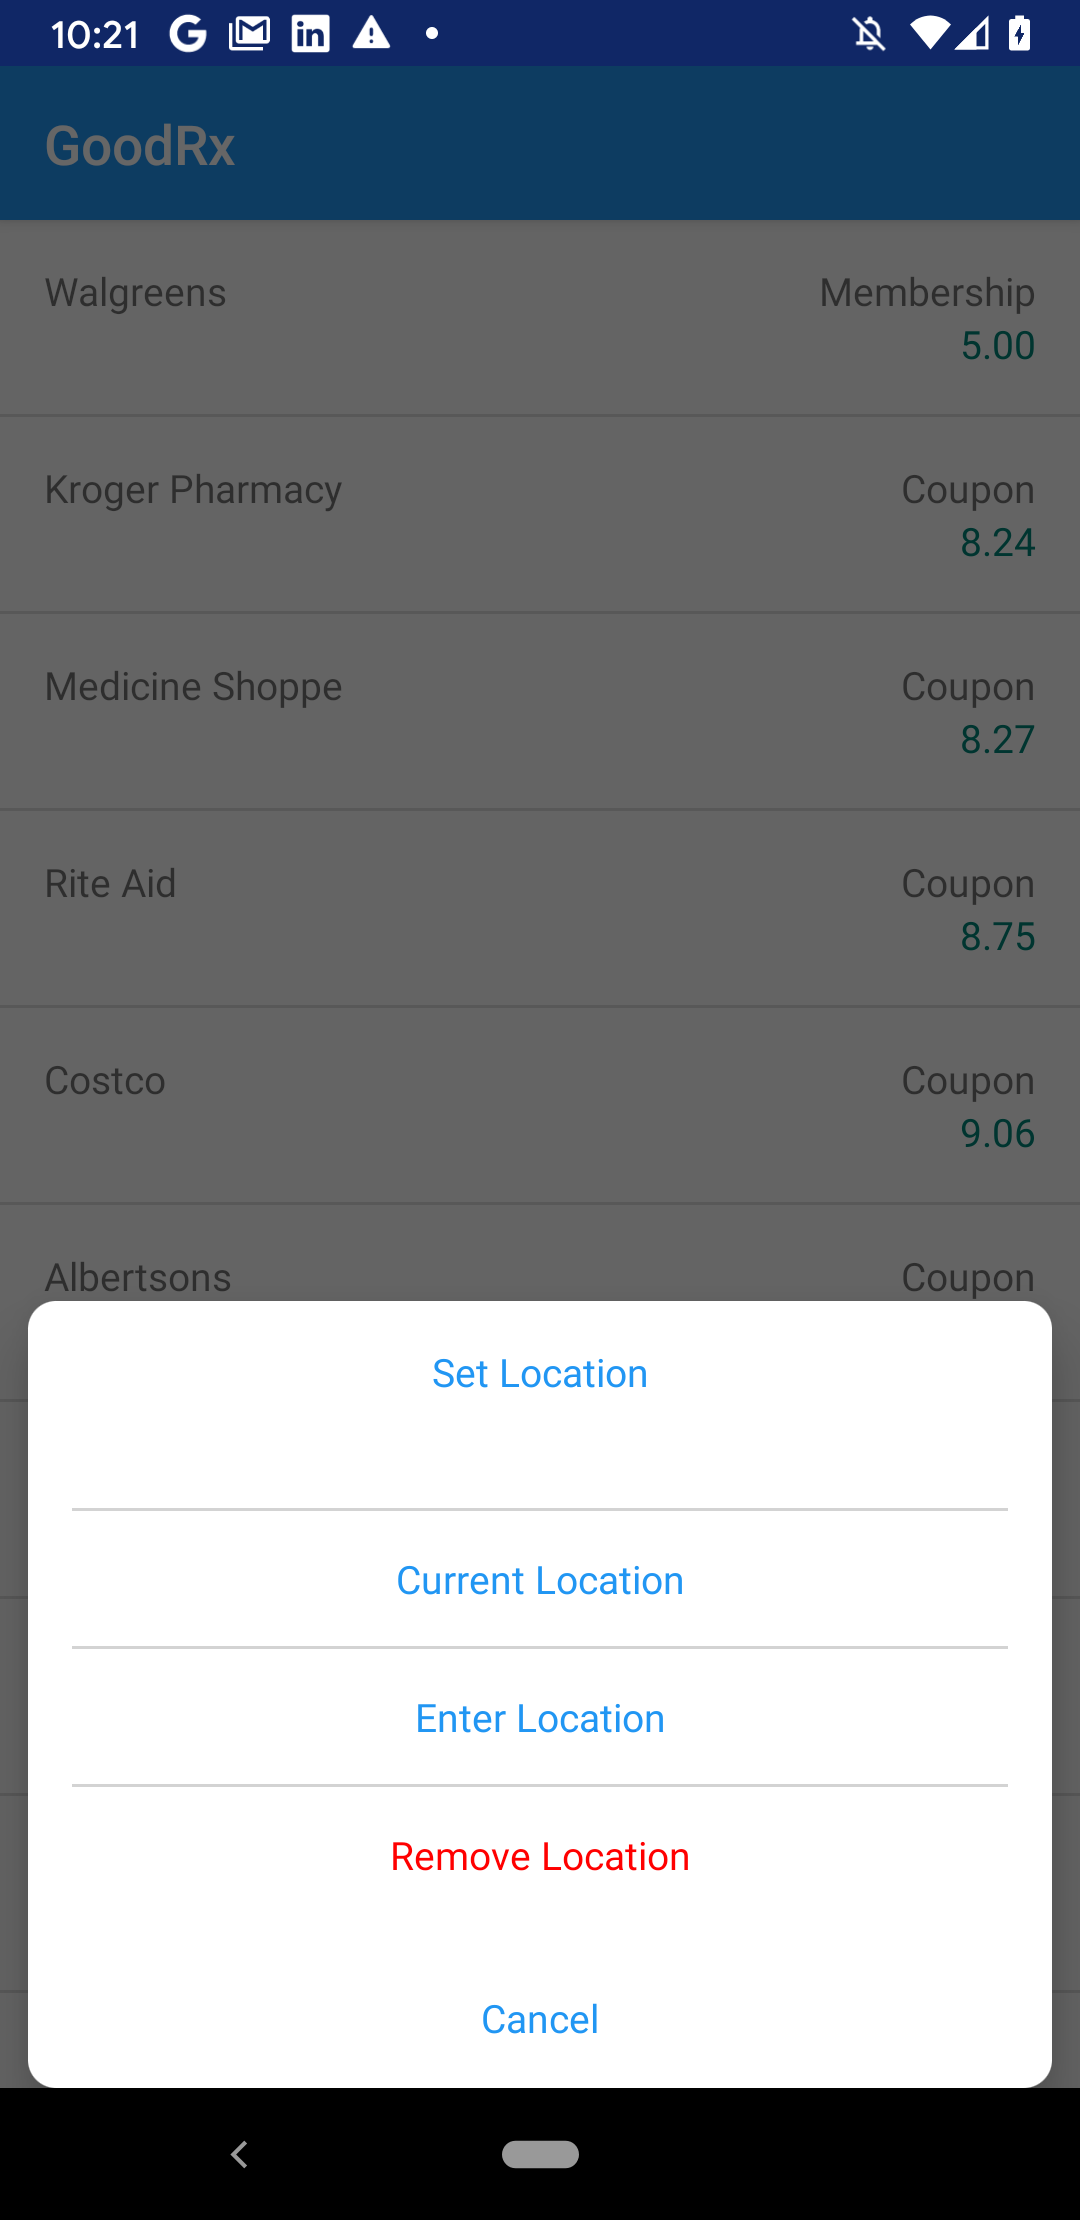 10:21
GoodRx
Walgreens Membership
5.00
Kroger Pharmacy Coupon
8.24
Medicine Shoppe Coupon
8.27
Rite Aid Coupon
8.75
Costco Coupon
9.06
Albertsons Coupon
Set Location
Current Location
Enter Location
Remove Location
Cancel